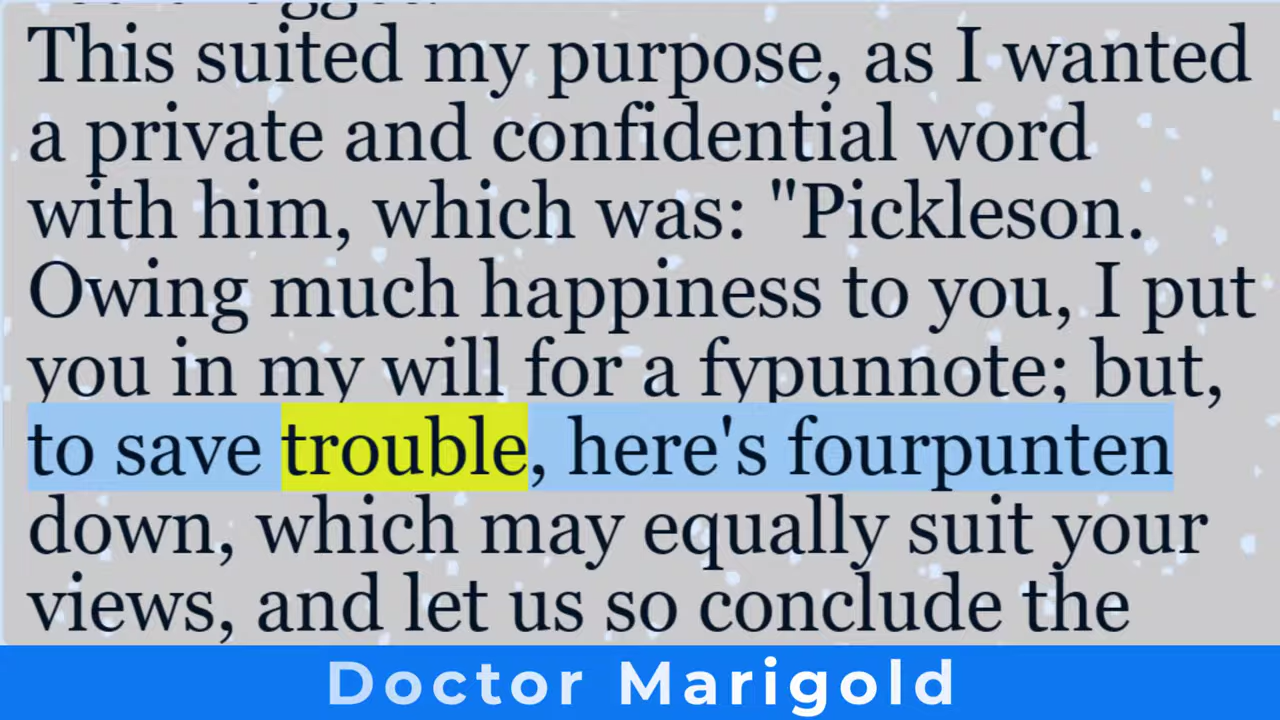 This suited my purpose, as I wanted
a private and confidential word
with him, which was: "Pickleson.
Owing much happiness to you, I put
you in my will for a fypunnote; but,
to save trouble, here's fourpunten
down, which may equally suit your
views, and let us so conclude the
Doctor Marigold